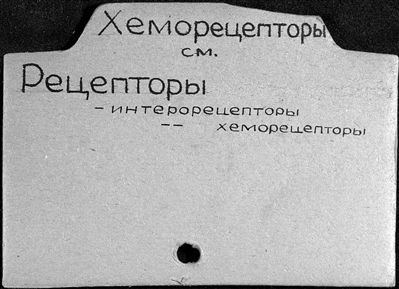 Хеморецепторы
см.
Рецепторы
- интерорецепторы
-- хеморецепторы